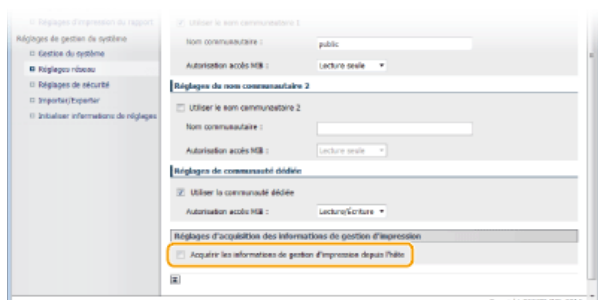 Réglages d'impression du rapport
Réglages de gestion du système
Gestion du système
Réglages réseau
Réglages de sécurité
Importer/Exporter
Initialiser informations de réglages
Utiliser le nom communautaire 1
Nom communautaire :
public
Autorisation accès MIB :
Lecture seule
Réglages du nom communautaire 2
Utiliser le nom communautaire 2
Nom communautaire :
Autorisation accès MIB :
Lecture seule
Réglages de communauté dédiée
Utiliser la communauté dédiée
Autorisation accès MIB :
Lecture/Écriture
Réglages d'acquisition des informations de gestion d'impression
Acquérir les informations de gestion d'impression depuis l'hôte